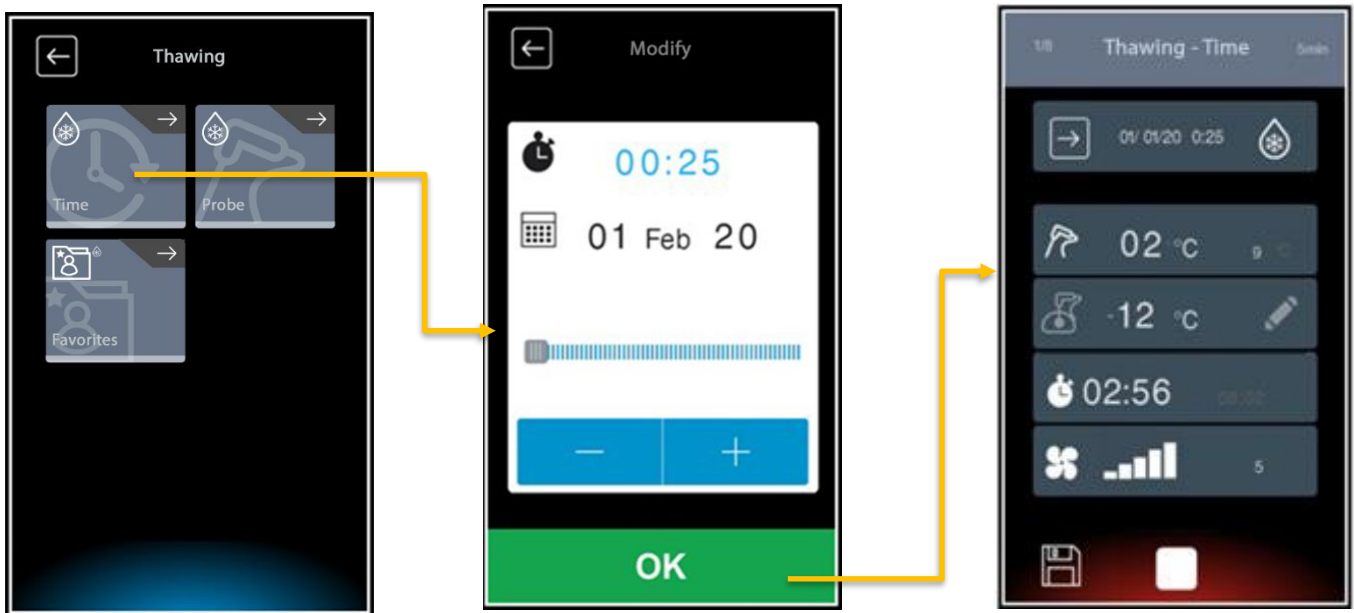 Thawing
Time
Probe
Favorites
Modify
00:25
01 Feb 20
OK
1/8 Thawing - Time 5min
01/ 01/20 0:25
02 °C 9 °C
-12 °C
02:56
5